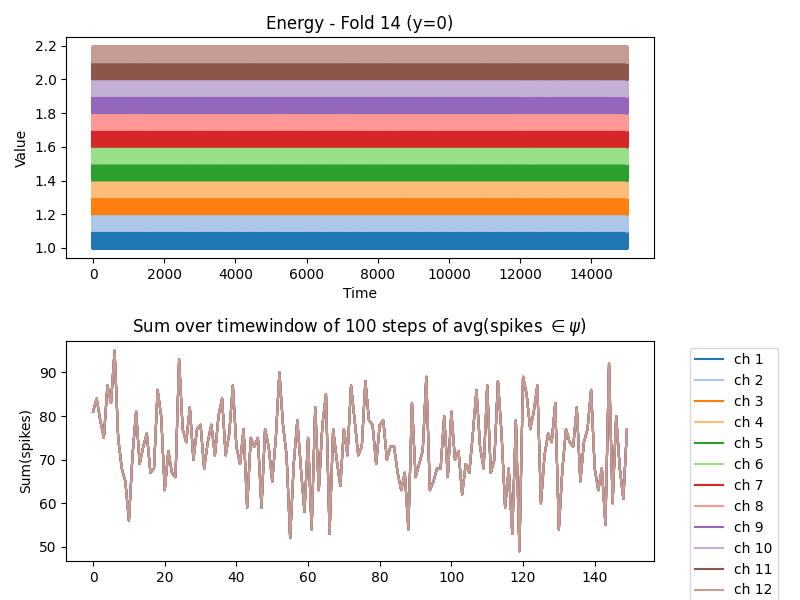 Energy - Fold 14 (y=0)
2.2
2.0
1.8
1.6
1.4
1.2
1.0
Value
0 2000 4000 6000 8000 10000 12000 14000
Time
Sum over timewindow of 100 steps of avg(spikes ∈ ψ)
90
80
70
60
50
Sum(spikes)
0 20 40 60 80 100 120 140
ch 1
ch 2
ch 3
ch 4
ch 5
ch 6
ch 7
ch 8
ch 9
ch 10
ch 11
ch 12